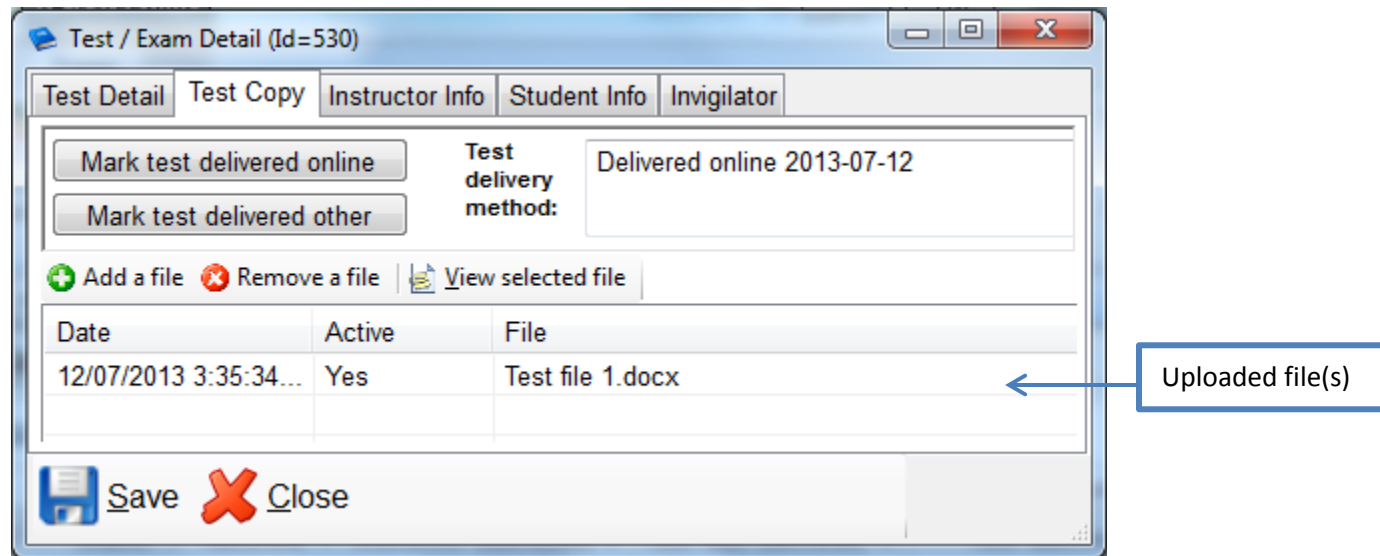 Test / Exam Detail (Id=530)
X
Test Detail Test Copy Instructor Info Student Info Invigilator
Mark test delivered online
Mark test delivered other
Test
delivery
method:
Delivered online 2013-07-12
Add a file Remove a file View selected file
Date Active File
12/07/2013 3:35:34... Yes Test file 1.docx
Uploaded file(s)
Save Close